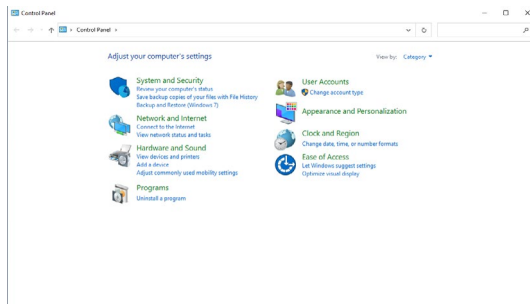 Control Panel
Control Panel
Adjust your computer's settings
View by: Category
System and Security
Review your computer's status
Save backup copies of your files with File History
Backup and Restore (Windows 7)
Network and Internet
Connect to the Internet
View network status and tasks
Hardware and Sound
View devices and printers
Add a device
Adjust commonly used mobility settings
Programs
Uninstall a program
User Accounts
Change account type
Appearance and Personalization
Clock and Region
Change date, time, or number formats
Ease of Access
Let Windows suggest settings
Optimize visual display